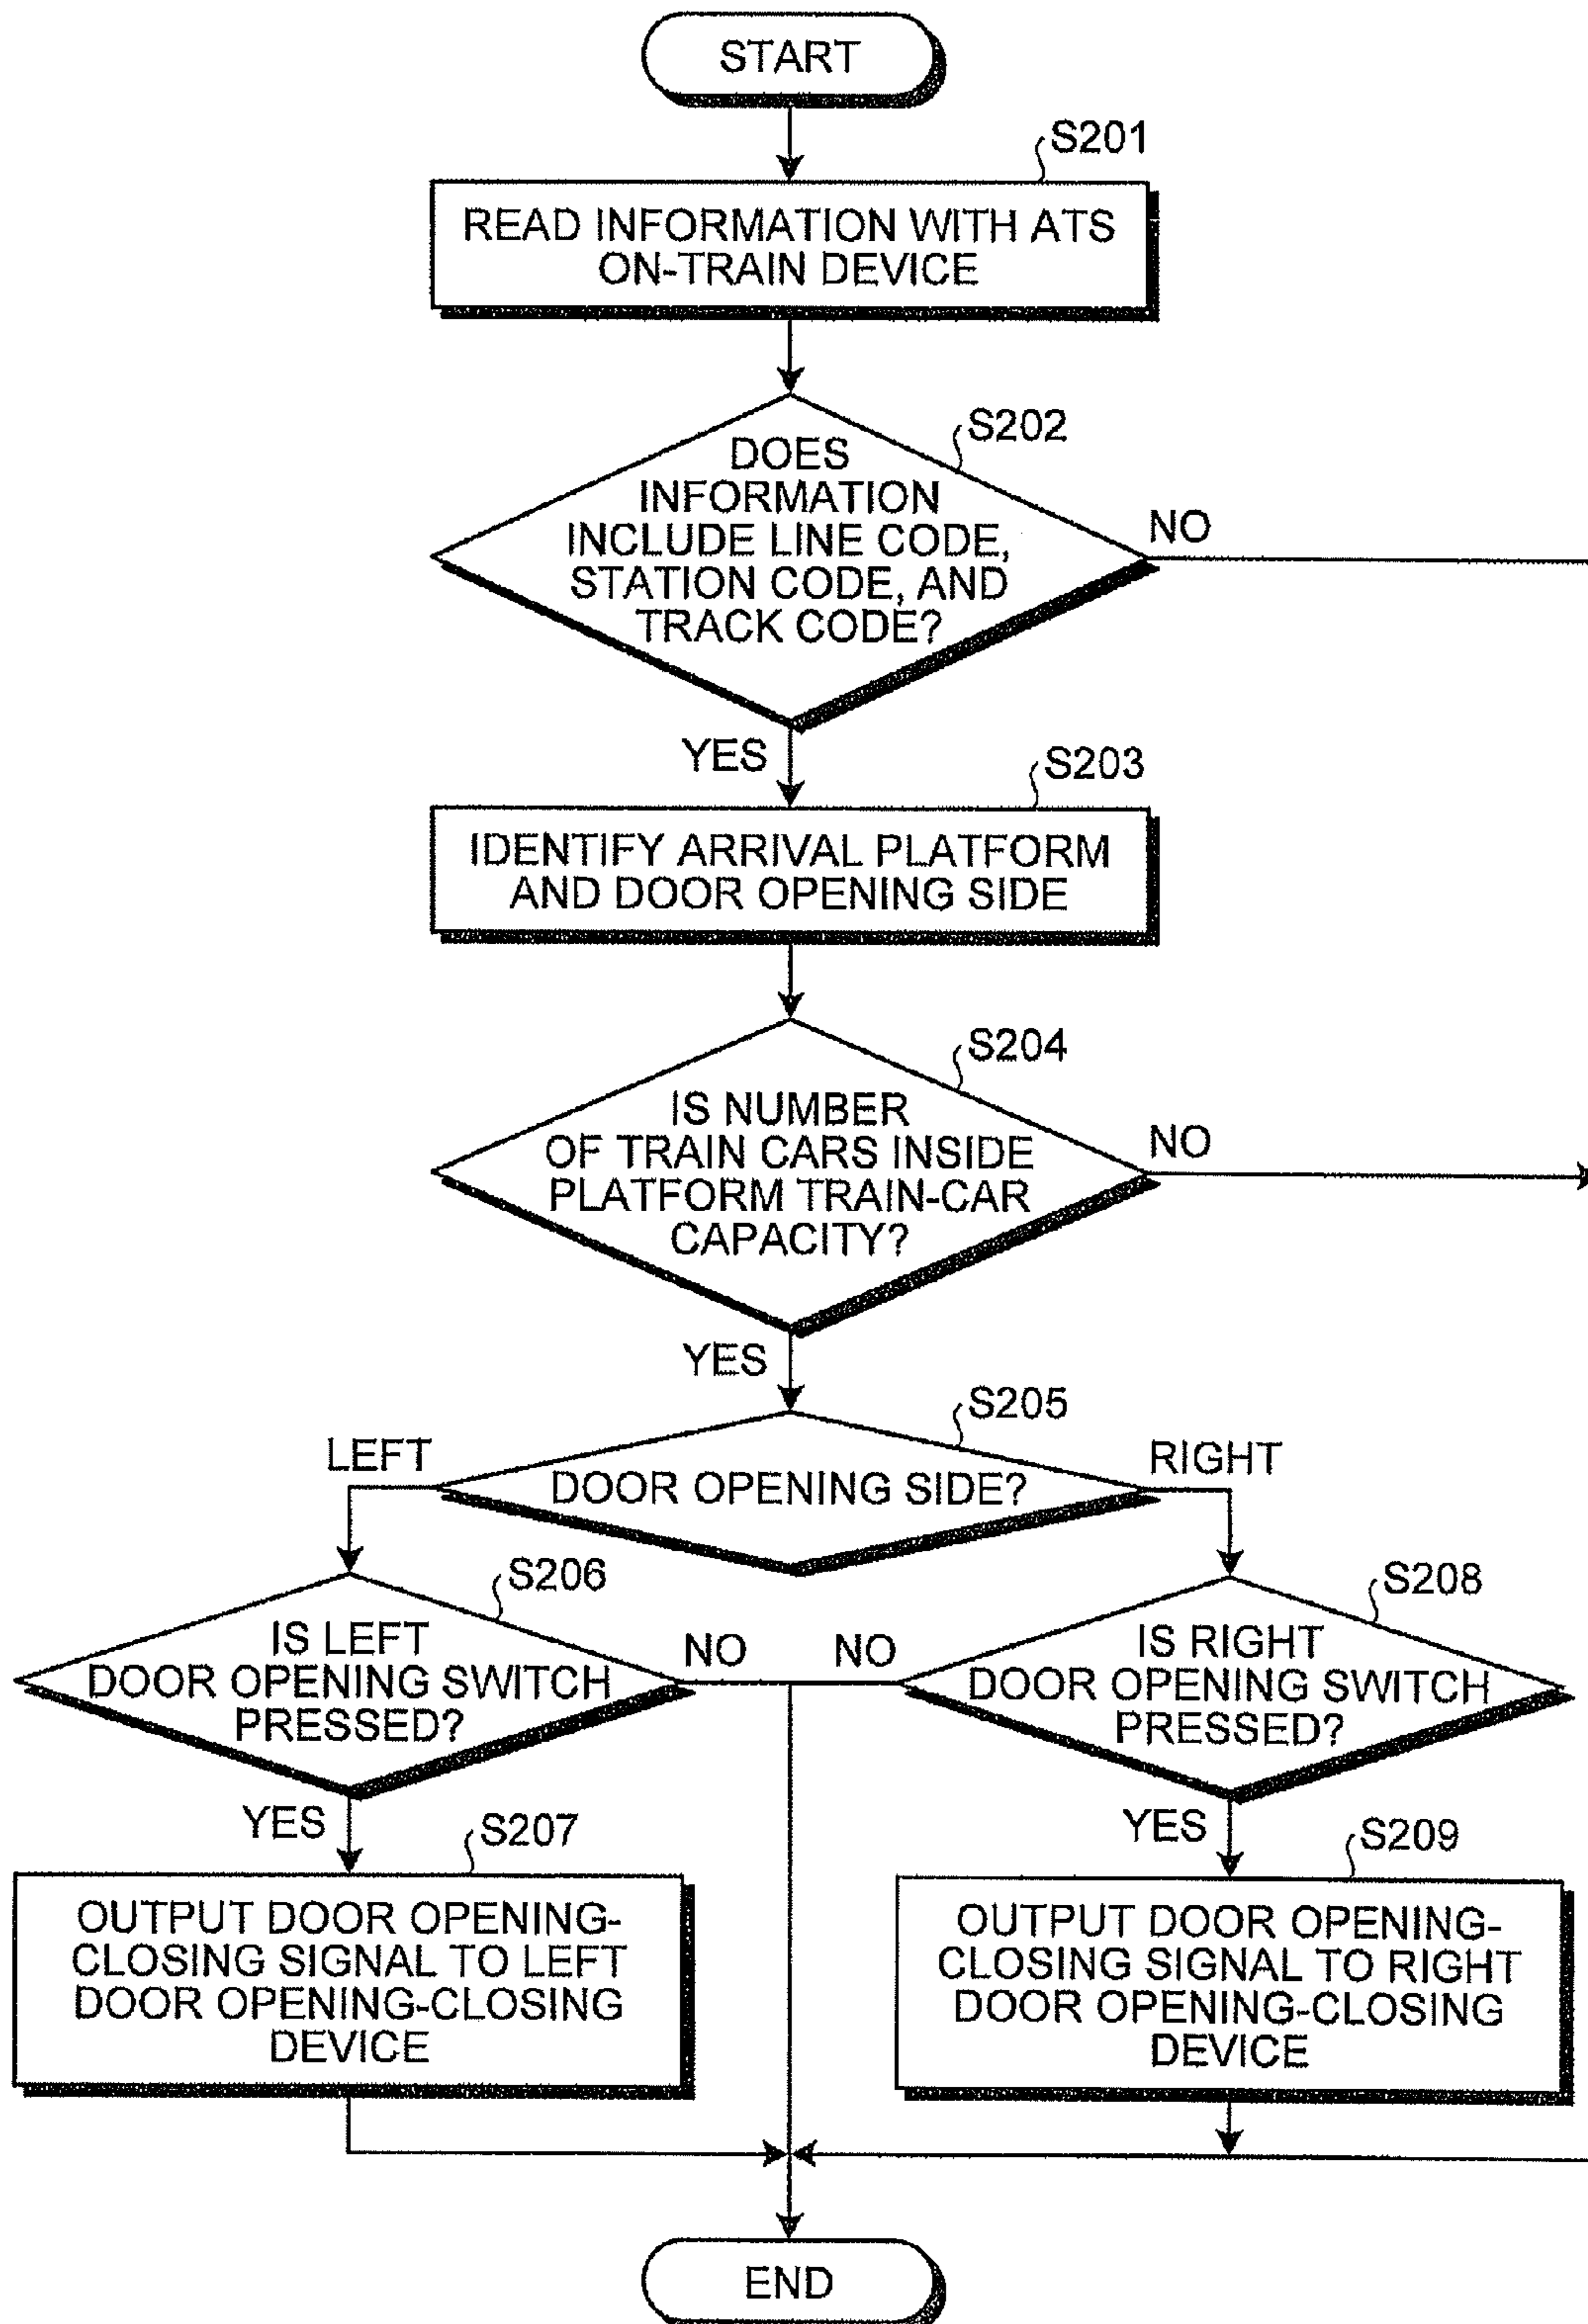 START
S201
READ INFORMATION WITH ATS
ON-TRAIN DEVICE
S202
DOES
INFORMATION
INCLUDE LINE CODE,
STATION CODE, AND
TRACK CODE?
NO
YES
S203
IDENTIFY ARRIVAL PLATFORM
AND DOOR OPENING SIDE
S204
IS NUMBER
OF TRAIN CARS INSIDE
PLATFORM TRAIN-CAR
CAPACITY?
NO
YES
S205
LEFT
DOOR OPENING SIDE?
RIGHT
S206
IS LEFT
DOOR OPENING SWITCH
PRESSED?
NO
YES
S208
IS RIGHT
DOOR OPENING SWITCH
PRESSED?
NO
YES
S207
OUTPUT DOOR OPENING-
CLOSING SIGNAL TO LEFT
DOOR OPENING-CLOSING
DEVICE
S209
OUTPUT DOOR OPENING-
CLOSING SIGNAL TO RIGHT
DOOR OPENING-CLOSING
DEVICE
END